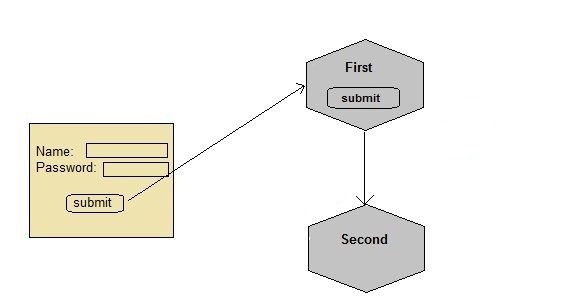 Name:
Password:
submit
First
submit
Second